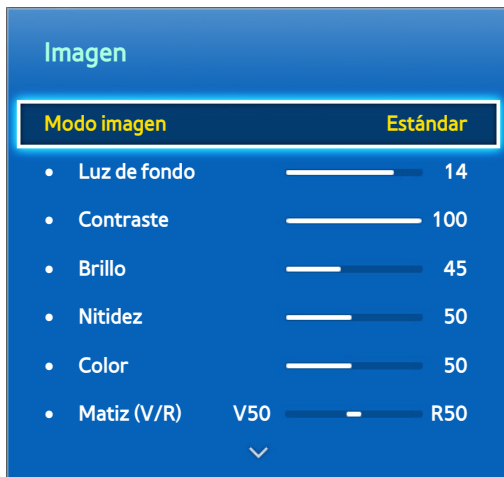 Imagen
Modo imagen Estándar
• Luz de fondo 14
• Contraste 100
• Brillo 45
• Nitidez 50
• Color 50
• Matiz (V/R) V50 R50